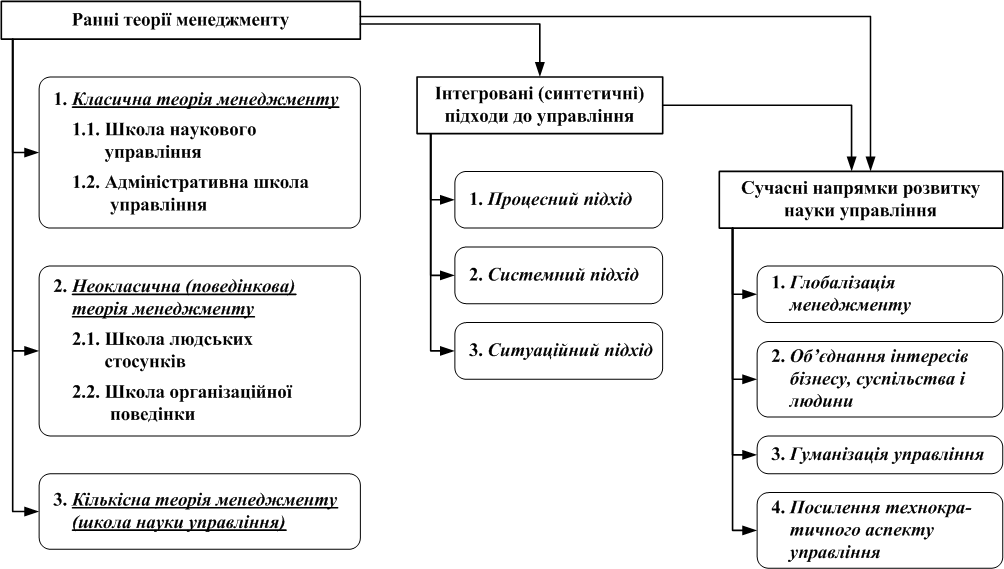 Ранні теорії менеджменту
1. Класична теорія менеджменту
1.1. Школа наукового
управління
1.2. Адміністративна школа
управління
2. Неокласична (поведінкова)
теорія менеджменту
2.1. Школа людських
стосунків
2.2. Школа організаційної
поведінки
3. Кількісна теорія менеджменту
(школа науки управління)
Інтегровані (синтетичні)
підходи до управління
1. Процесний підхід
2. Системний підхід
3. Ситуаційний підхід
Сучасні напрямки розвитку
науки управління
1. Глобалізація
менеджменту
2. Об’єднання інтересів
бізнесу, суспільства і
людини
3. Гуманізація управління
4. Посилення технокра-
тичного аспекту
управління